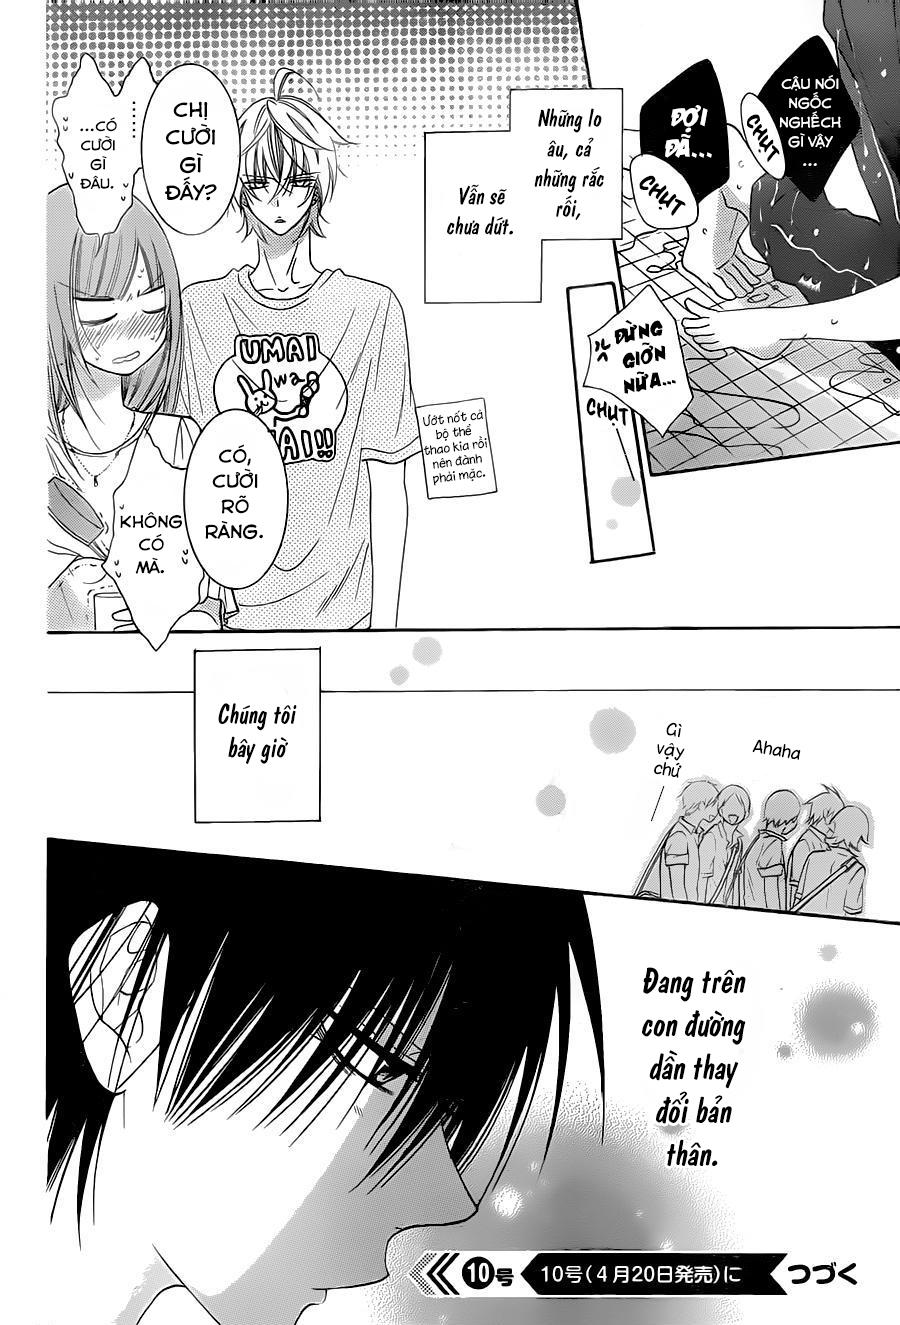 CẬU NÓI
NGỐC
NGHẾCH
GÌ VẬY
...
CHỤT
ĐỢI
ĐÃ...
CHỤT
ĐỪNG
GIỠN
NỮA...
CHỤT
Những lo
âu, cả
những rắc
rối,
Vẫn sẽ
chưa dứt.
CHỊ
CƯỜI
GÌ
ĐẤY?
...CÓ
CƯỜI
GÌ
ĐÂU.
UMAI
wa
Ướt nốt cả
bộ thể
thao kia rồi
nên đành
phải mặc.
CÓ,
CƯỜI
RÕ
RÀNG.
KHÔNG
CÓ
MÀ.
Chúng tôi
bây giờ
Ahaha
Gì
vậy
chứ
Đang trên
con đường
dần thay
đổi bản
thân.
10号 10号(4月20日発売)に つづく